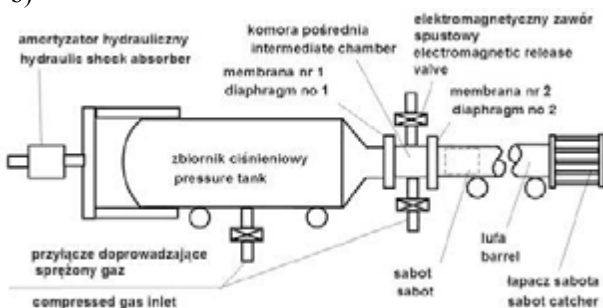 b)
amortyzator hydrauliczny
hydraulic shock absorber
komora pośrednia
intermediate chamber
elektromagnetyczny zawór
spustowy
electromagnetic release
valve
membrana nr 1
diaphragm no 1
membrana nr 2
diaphragm no 2
zbiornik ciśnieniowy
pressure tank
przyłącze doprowadzające
sprężony gaz
compressed gas inlet
sabot
sabot
lufa
barrel
łapacz sabota
sabot catcher